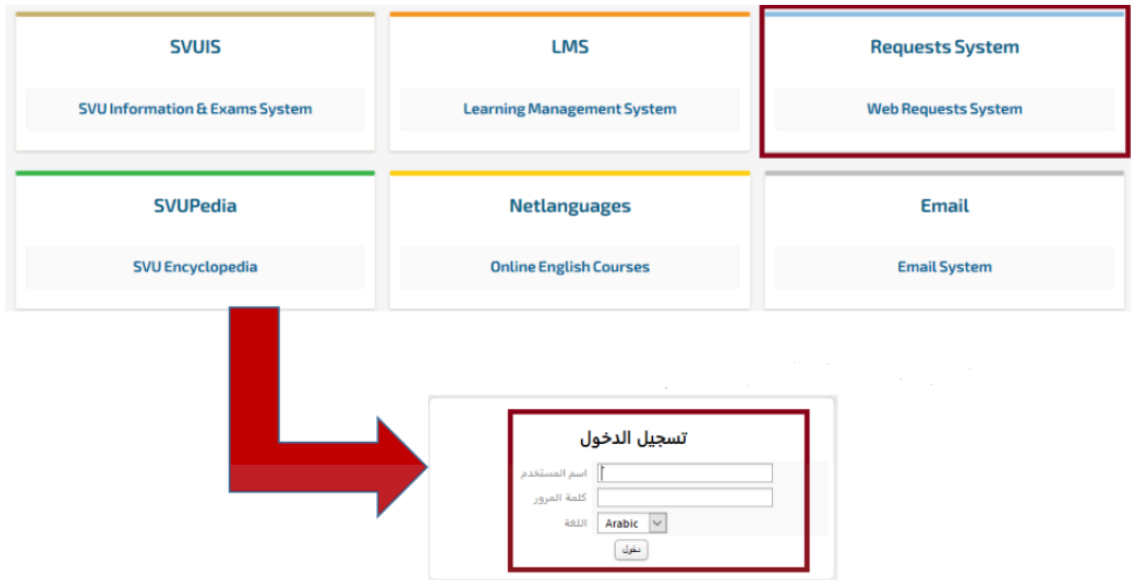 SVUIS
SVU Information & Exams System
LMS
Learning Management System
Requests System
Web Requests System
SVUPedia
SVU Encyclopedia
Netlanguages
Online English Courses
Email
Email System
تسجيل الدخول
اسم المستخدم
كلمة المرور
اللغة
Arabic
دخول